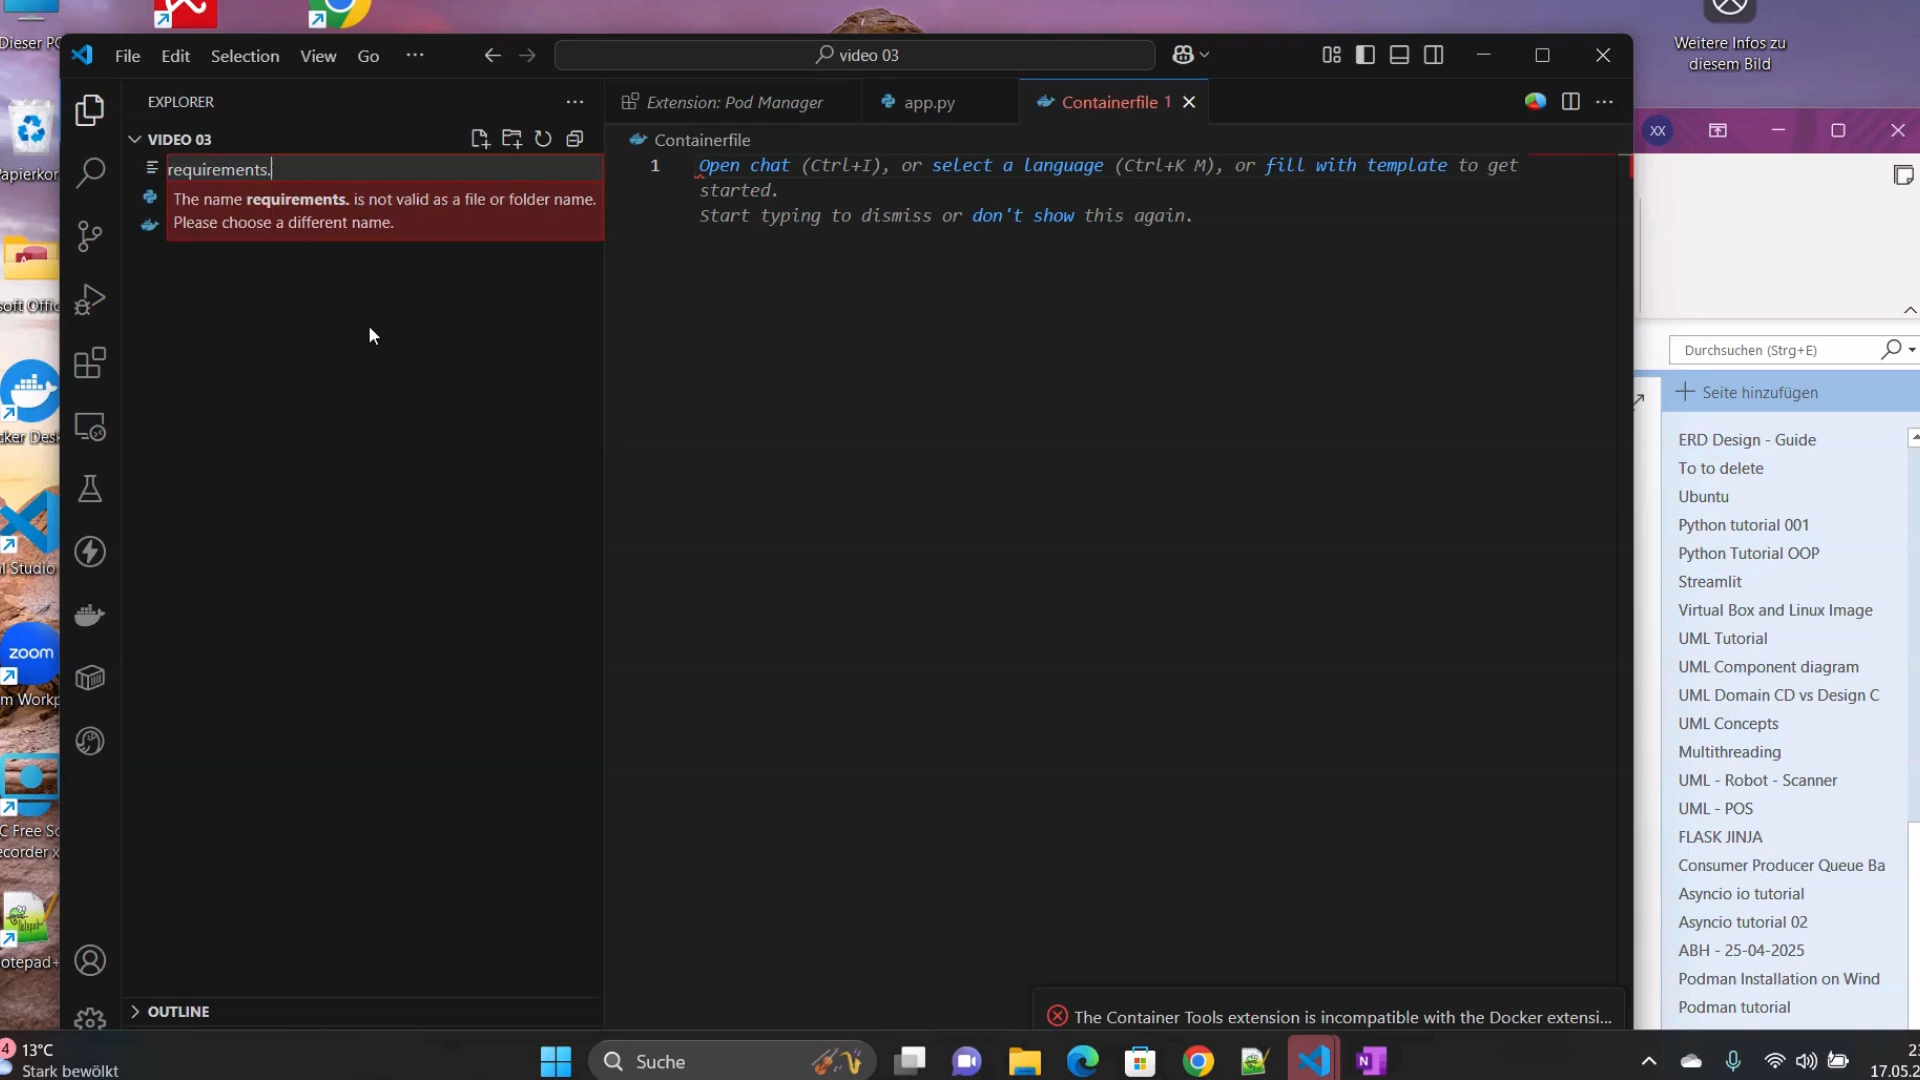 Dieser PC
Weitere Infos zu
diesem Bild
File Edit Selection View Go ···
video 03
EXPLORER
Extension: Pod Manager
app.py
Containerfile 1
VIDEO 03
requirements.
The name requirements. is not valid as a file or folder name.
Please choose a different name.
Containerfile
1
Open chat (Ctrl+I), or select a language (Ctrl+K M), or fill with template to get
started.
Start typing to dismiss or don't show this again.
XX
Papierkor
soft Offic
cker Desk
al Studio
zoom
m Workp
C Free Sc
ecorder x
otepad+
Durchsuchen (Strg+E)
Seite hinzufügen
ERD Design - Guide
To to delete
Ubuntu
Python tutorial 001
Python Tutorial OOP
Streamlit
Virtual Box and Linux Image
UML Tutorial
UML Component diagram
UML Domain CD vs Design C
UML Concepts
Multithreading
UML - Robot - Scanner
UML - POS
FLASK JINJA
Consumer Producer Queue Ba
Asyncio io tutorial
Asyncio tutorial 02
ABH - 25-04-2025
Podman Installation on Wind
Podman tutorial
OUTLINE
The Container Tools extension is incompatible with the Docker extensi...
4
13°C
Stark bewölkt
Suche
17.05.2